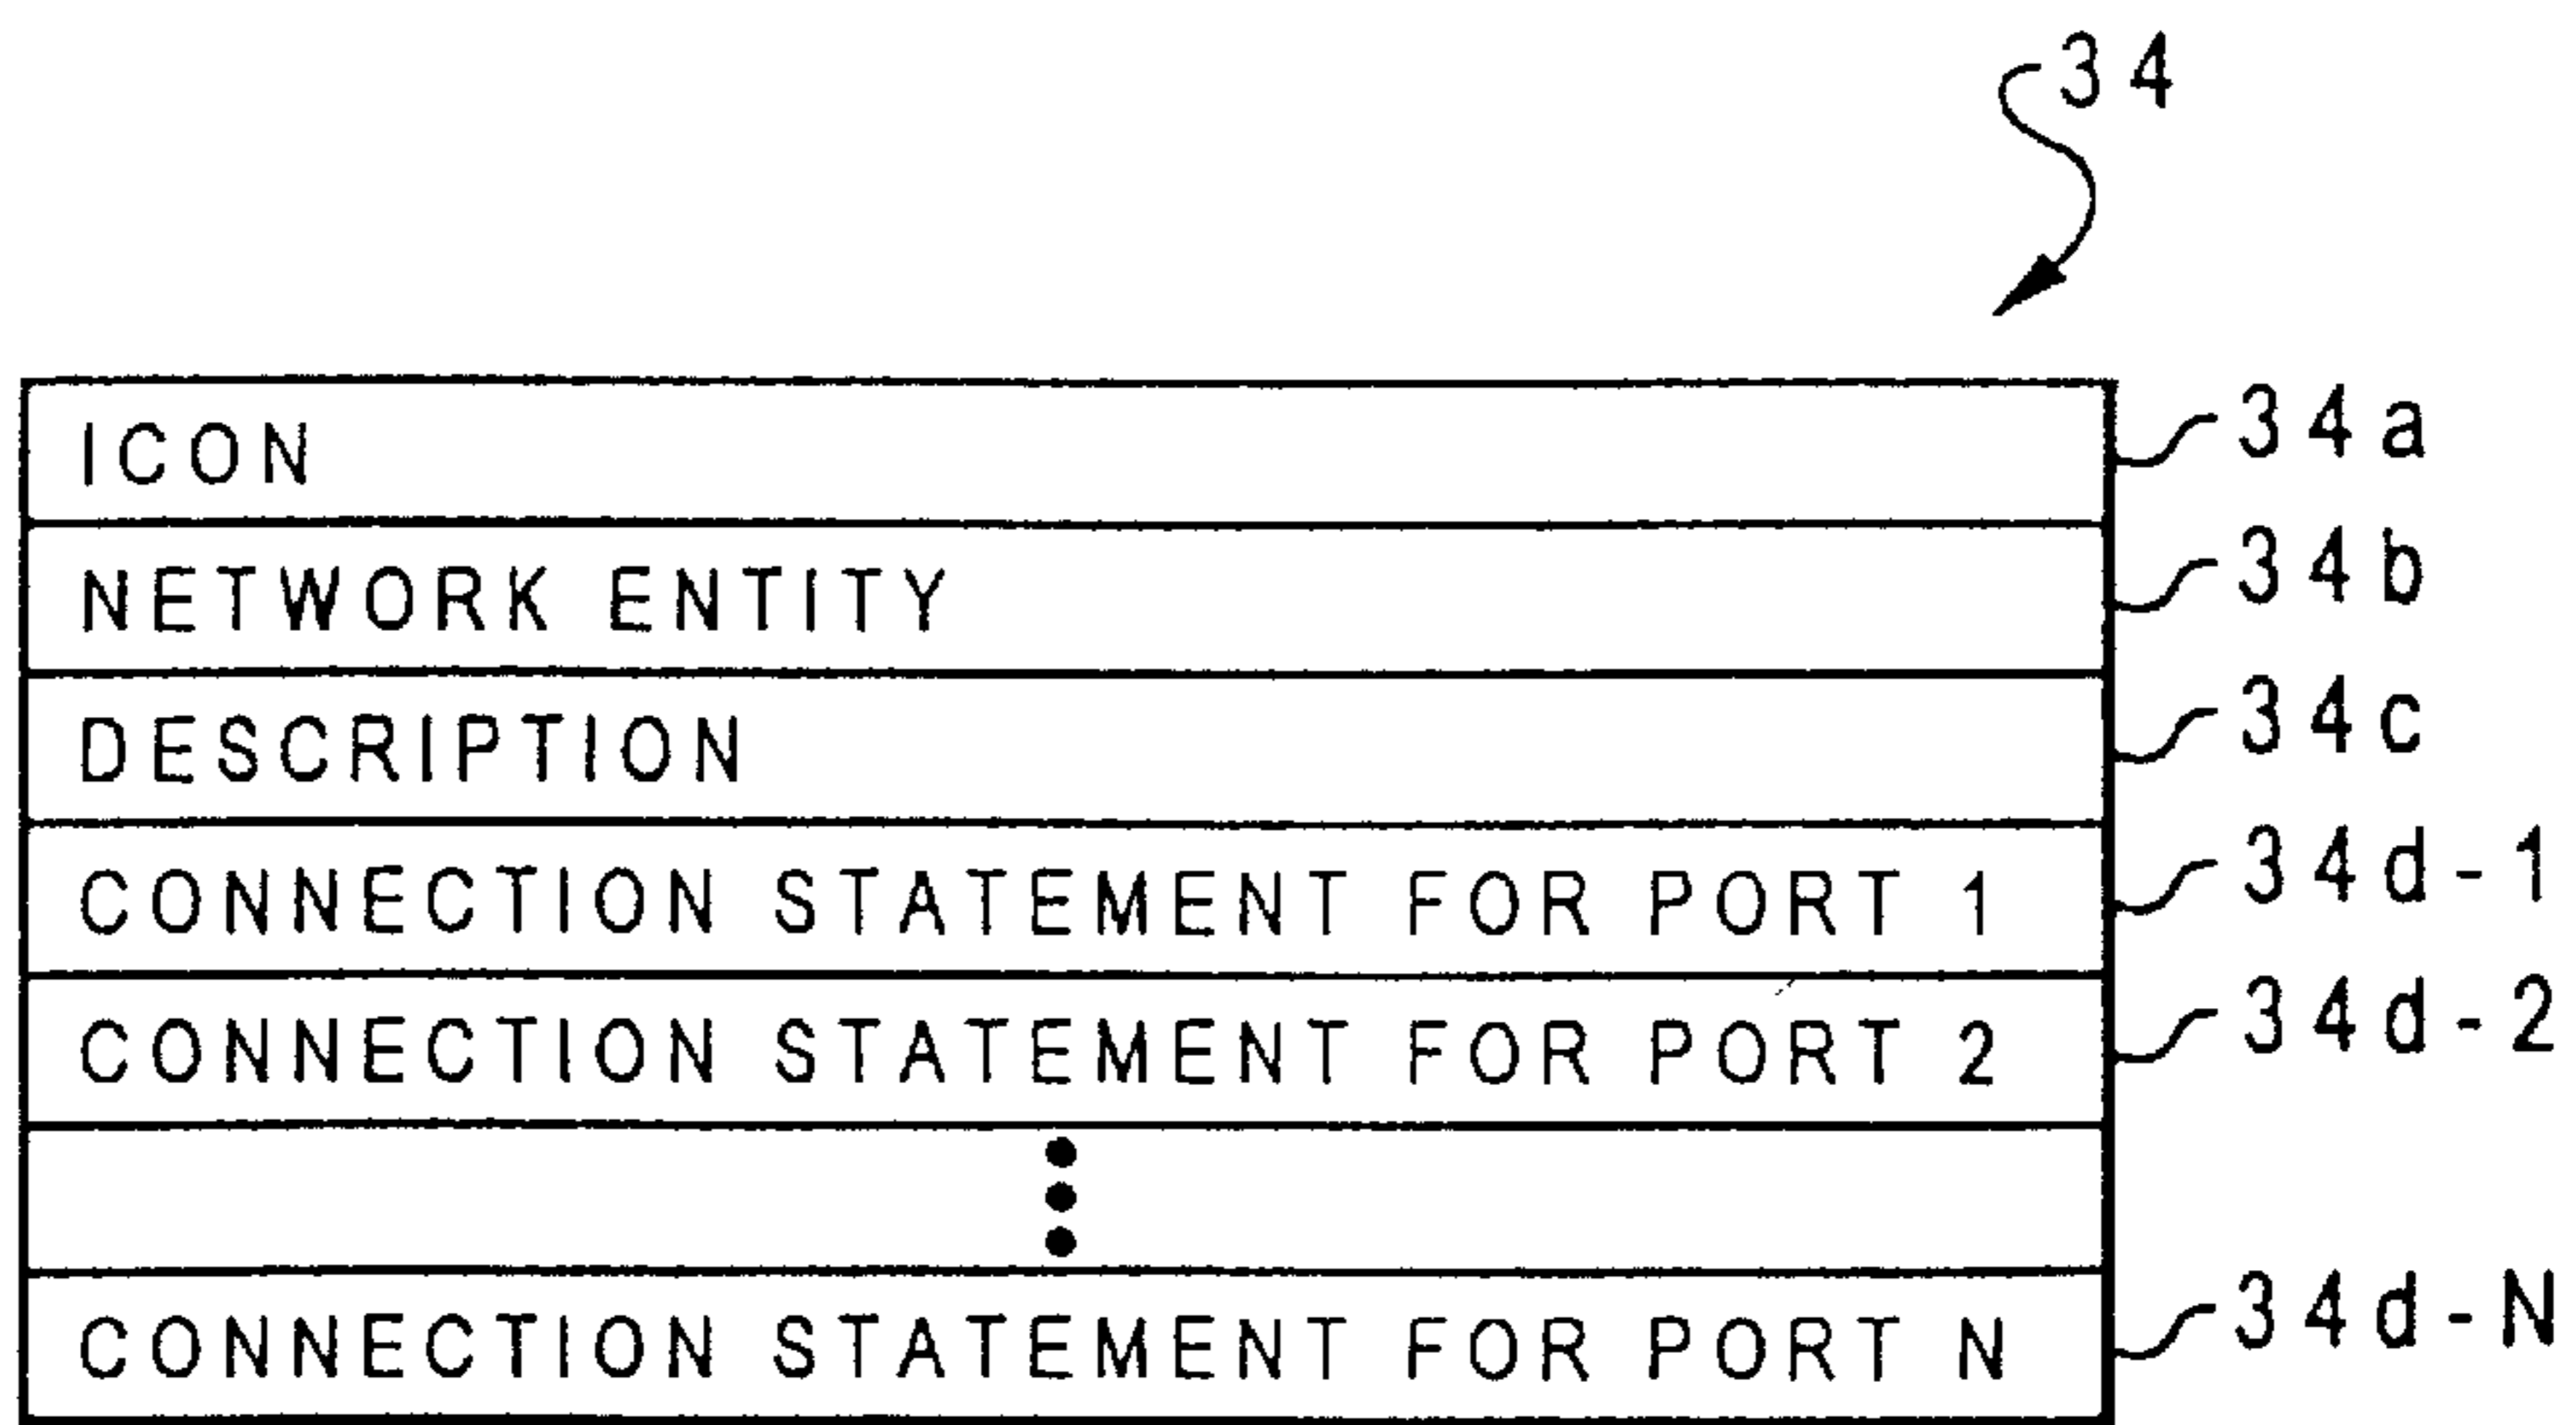 34
ICON 34a
NETWORK ENTITY 34b
DESCRIPTION 34c
CONNECTION STATEMENT FOR PORT 1 34d-1
CONNECTION STATEMENT FOR PORT 2 34d-2
CONNECTION STATEMENT FOR PORT N 34d-N